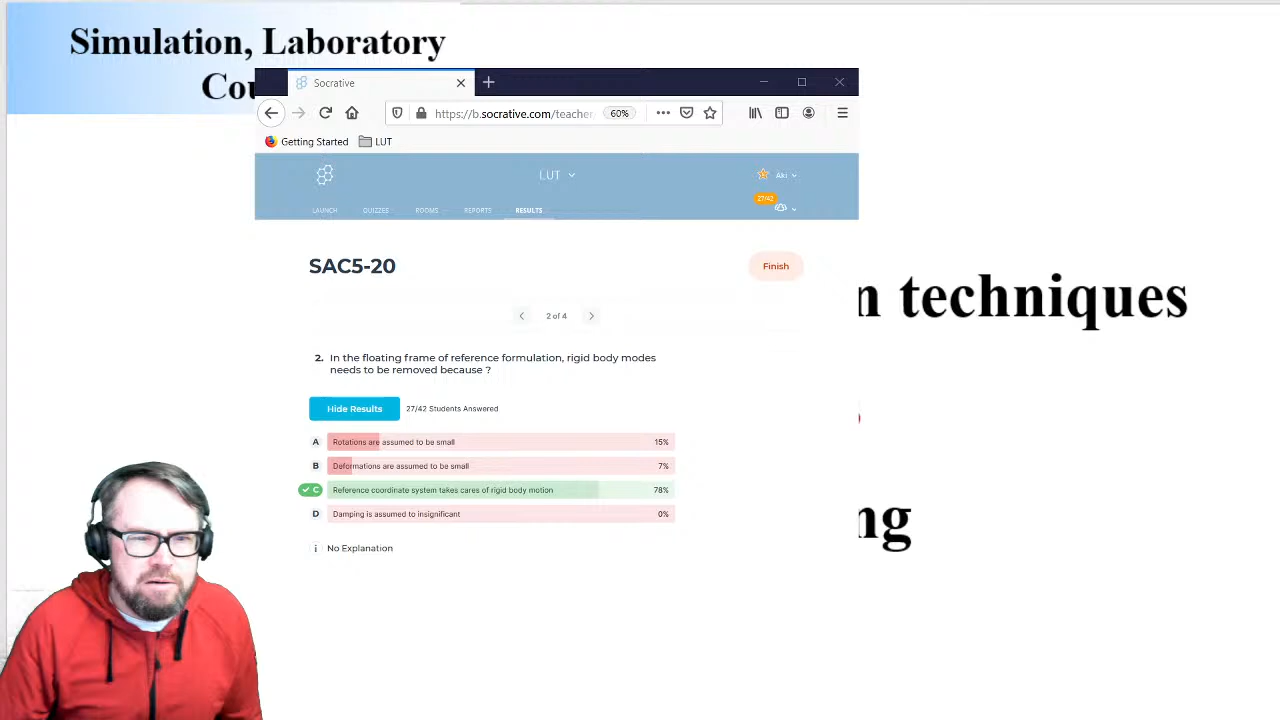 Simulation, Laboratory
Cou
Socrative
https://b.socrative.com/teacher
60%
Getting Started
LUT
LUT
Aki
27/42
LAUNCH
QUIZZES
ROOMS
REPORTS
RESULTS
SAC5-20
Finish
n techniques
2 of 4
2. In the floating frame of reference formulation, rigid body modes
needs to be removed because ?
Hide Results
27/42 Students Answered
A Rotations are assumed to be small 15%
B Deformations are assumed to be small 7%
C Reference coordinate system takes cares of rigid body motion 78%
D Damping is assumed to insignificant 0%
ng
i No Explanation